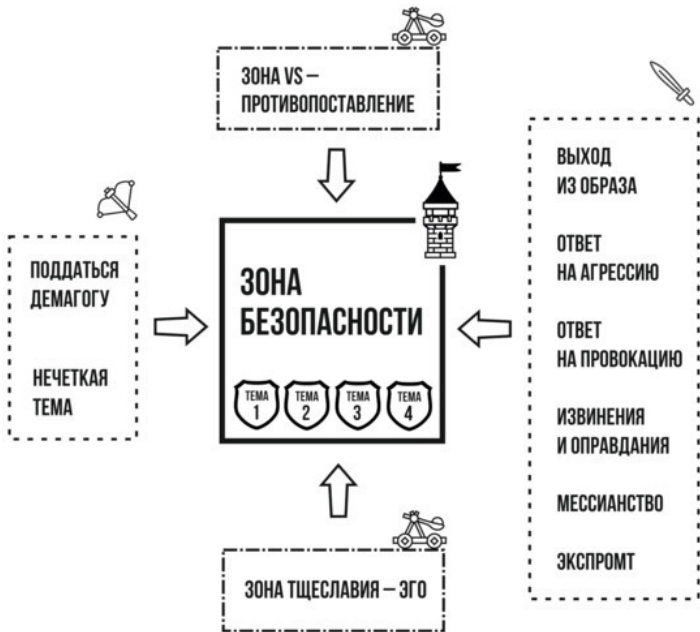 ЗОНА VS –
ПРОТИВОПОСТАВЛЕНИЕ
ПОДДАТЬСЯ
ДЕМАГОГУ
НЕЧЕТКАЯ
ТЕМА
ЗОНА
БЕЗОПАСНОСТИ
ТЕМА
1
ТЕМА
2
ТЕМА
3
ТЕМА
4
ВЫХОД
ИЗ ОБРАЗА
ОТВЕТ
НА АГРЕССИЮ
ОТВЕТ
НА ПРОВОКАЦИЮ
ИЗВИНЕНИЯ
И ОПРАВДАНИЯ
МЕССИАНСТВО
ЭКСПРОМТ
ЗОНА ТЩЕСЛАВИЯ – ЭГО